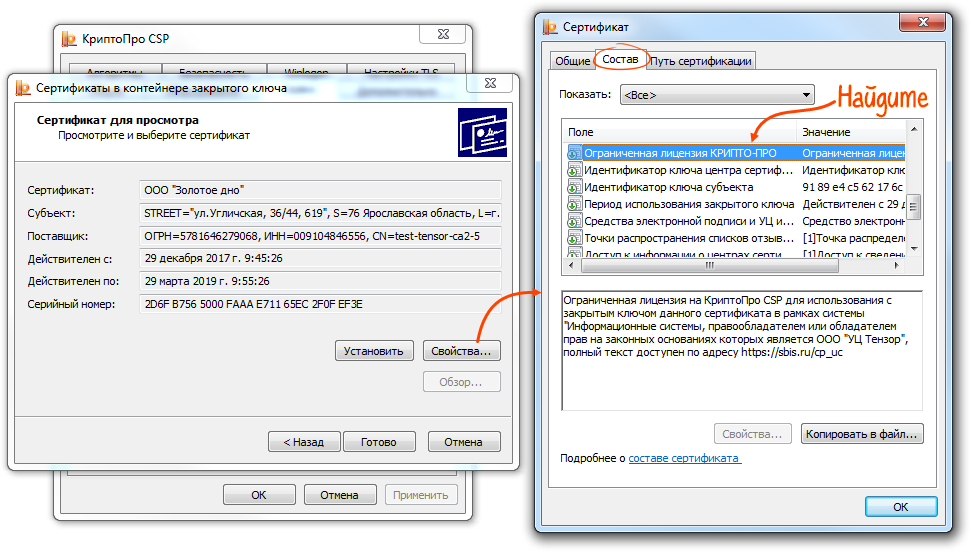 КриптоПро CSP
Алгоритмы Безопасность Winlogon Настройки TLS
Сертификаты в контейнере закрытого ключа
Сертификат для просмотра
Просмотрите и выберите сертификат
Сертификат: ООО "Золотое дно"
Субъект: STREET="ул.Угличская, 36/44, 619", S=76 Ярославская область, L=г.
Поставщик: ОГРН=5781646279068, ИНН=009104846556, CN=test-tensor-ca2-5
Действителен с: 29 декабря 2017 г. 9:45:26
Действителен по: 29 марта 2019 г. 9:55:26
Серийный номер: 2D6F B756 5000 FAAA E711 65EC 2F0F EF3E
Установить Свойства...
Обзор...
< Назад Готово Отмена
ОК Отмена Применить
Сертификат
Общие Состав Путь сертификации
Показать: <Все>
Найдите
Поле Значение
Ограниченная лицензия КРИПТО-ПРО Ограниченная лицен
Идентификатор ключа центра сертиф... Идентификатор ключ
Идентификатор ключа субъекта 91 89 e4 c5 62 17 6c
Период использования закрытого ключа Действителен с 29 д
Средства электронной подписи и УЦ и... Средство электронн
Точки распространения списков отзыв... [1]Точка распредел
Доступ к информации о центрах серти... [1]Доступ к сведени
Ограниченная лицензия на КриптоПро CSP для использования с
закрытым ключом данного сертификата в рамках системы
"Информационные системы, правообладателем или обладателем
прав на законных основаниях которых является ООО "УЦ Тензор",
полный текст доступен по адресу https://sbis.ru/cp_uc
Свойства... Копировать в файл...
Подробнее о составе сертификата
ОК